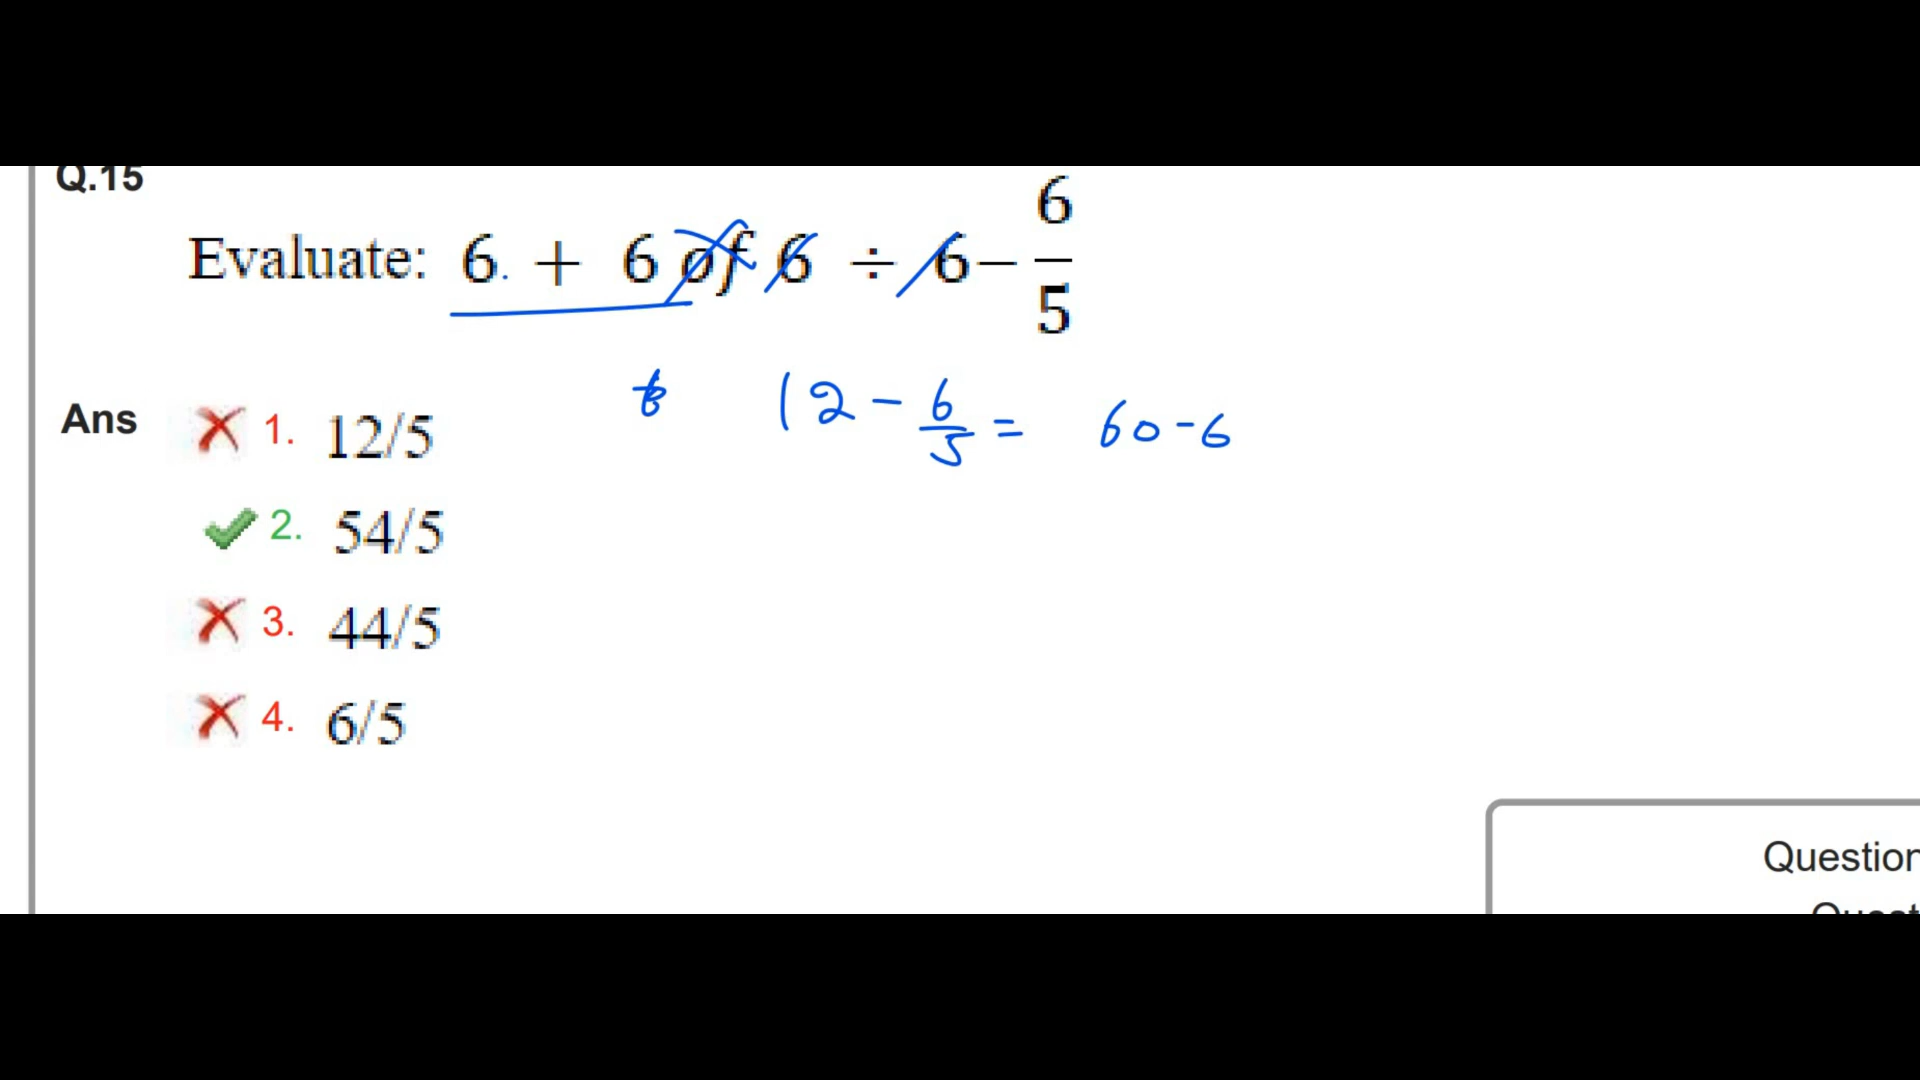 Q.15
Evaluate: 6 + 6 of 6 ÷ 6 − 6/5
12 - 6/5 = 60-6
Ans 1. 12/5
2. 54/5
3. 44/5
4. 6/5
Question